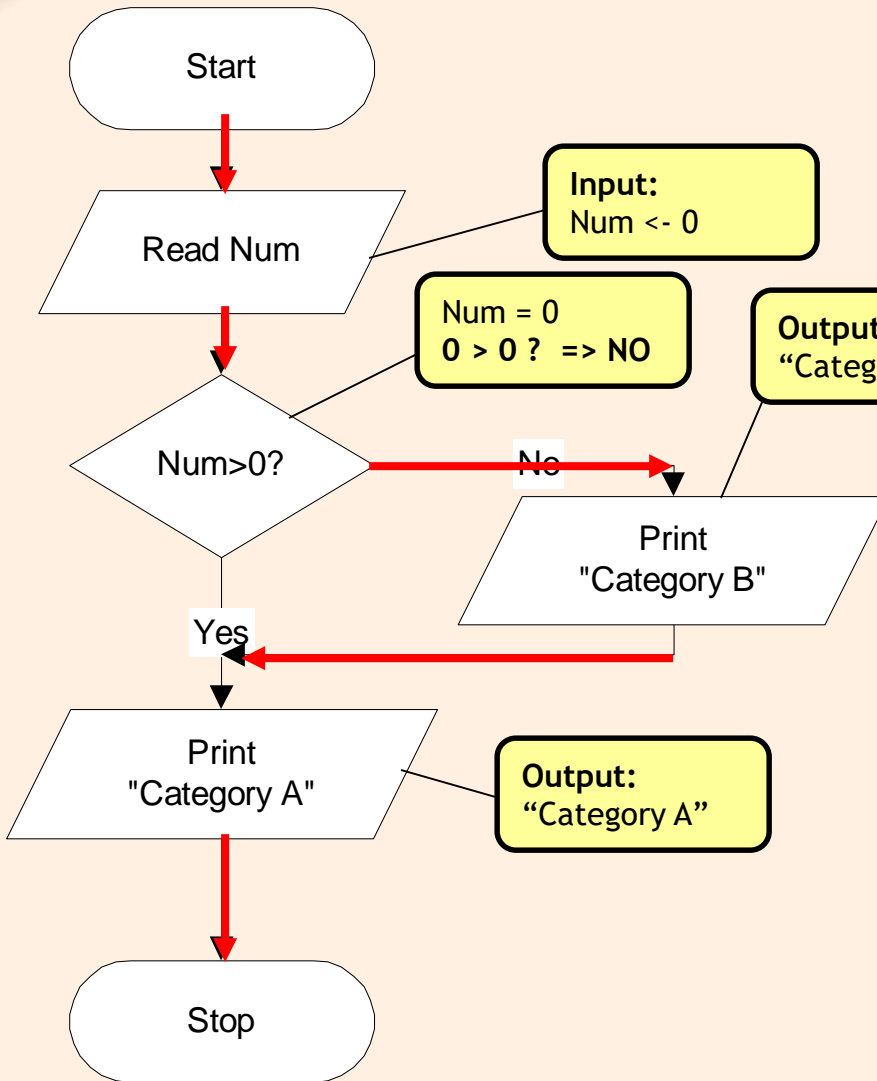 Start
Input:
Num <- 0
Read Num
Num = 0
0 > 0 ?  => NO
Output
“Categ
Num>0?
No
Print
"Category B"
Yes
Print
"Category A"
Output:
“Category A”
Stop